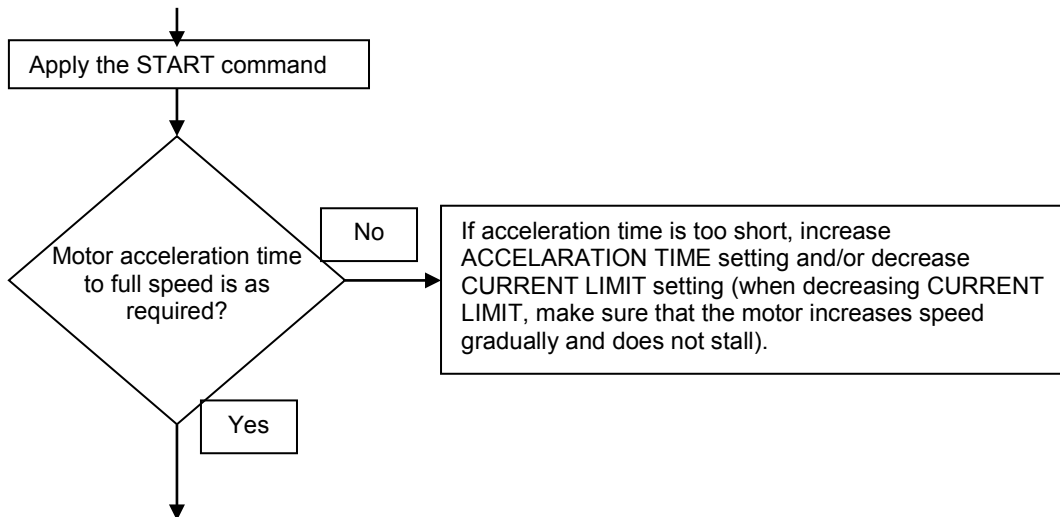 Apply the START command
Motor acceleration time
to full speed is as
required?
No
If acceleration time is too short, increase
ACCELARATION TIME setting and/or decrease
CURRENT LIMIT setting (when decreasing CURRENT
LIMIT, make sure that the motor increases speed
gradually and does not stall).
Yes